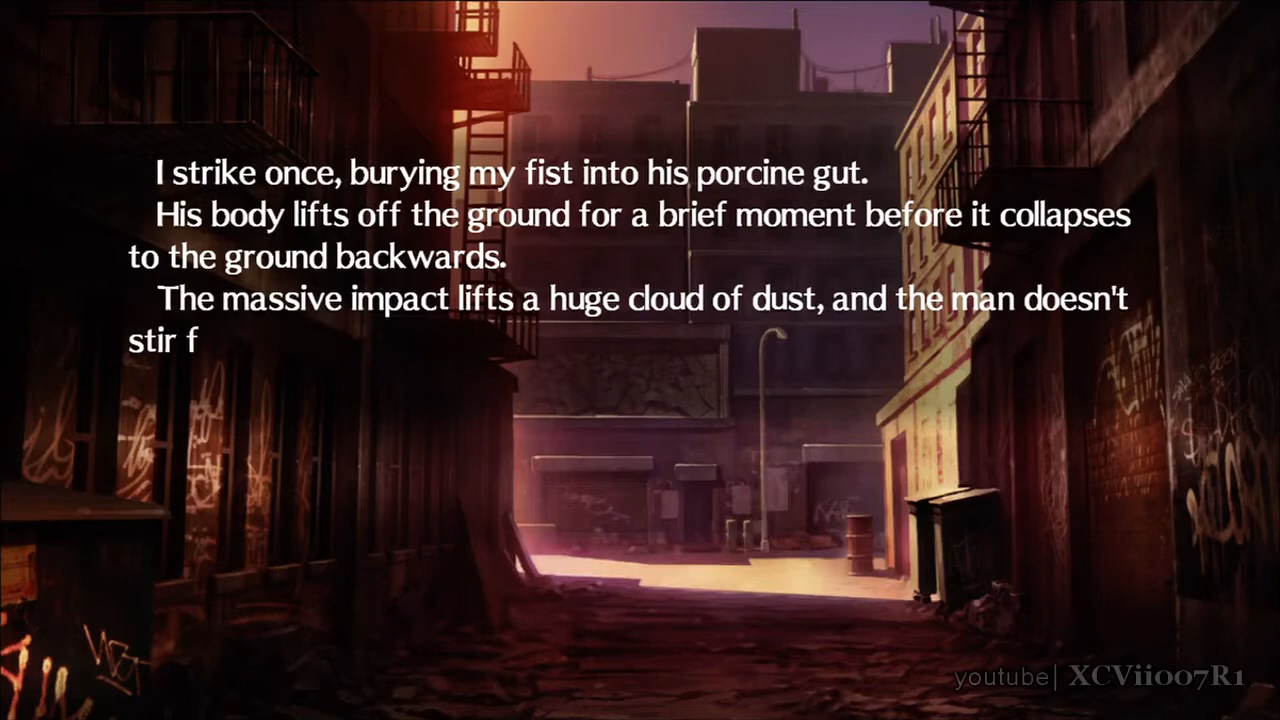 I strike once, burying my fist into his porcine gut.
His body lifts off the ground for a brief moment before it collapses
to the ground backwards.
The massive impact lifts a huge cloud of dust, and the man doesn't
stir f
youtube| XCViii007R1